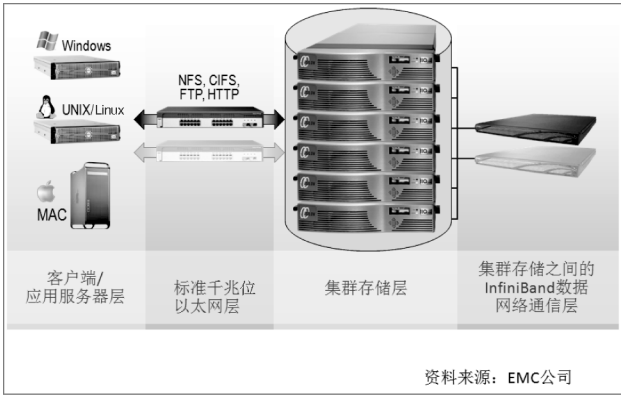 Windows
UNIX/Linux
MAC
NFS, CIFS,
FTP, HTTP
客户端/
应用服务器层
标准千兆位
以太网层
集群存储层
集群存储之间的
InfiniBand数据
网络通信层
资料来源：EMC公司